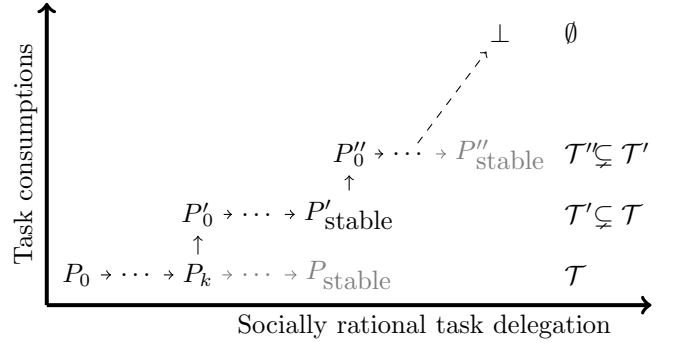 ⊥ ∅
P''₀ → ⋯ → P''stable 𝒯'' ⊊ 𝒯'
↑
P'₀ → ⋯ → P'stable 𝒯' ⊊ 𝒯
↑
P₀ → ⋯ → Pₖ → ⋯ → Pstable 𝒯
Task consumptions
Socially rational task delegation